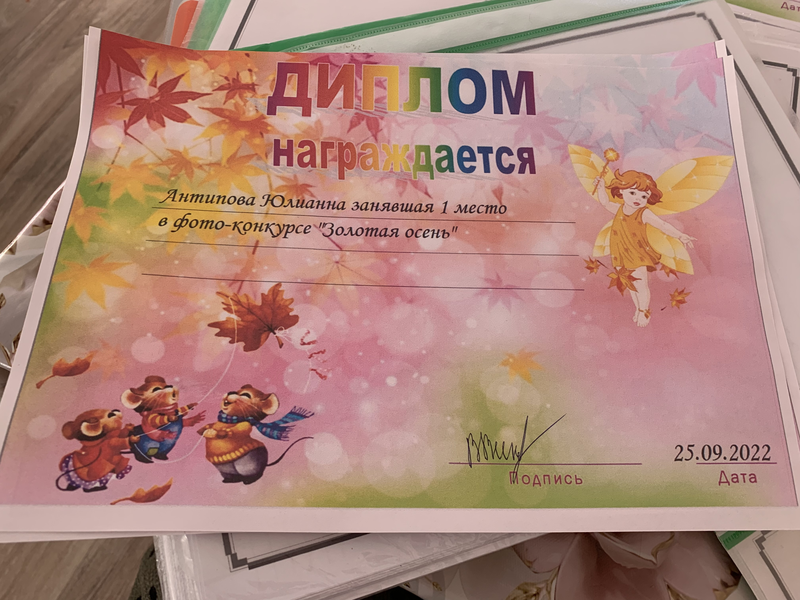 ДИПЛОМ
награждается
Антипова Юлианна занявшая 1 место
в фото-конкурсе "Золотая осень"
25.09.2022
Подпись
Дата